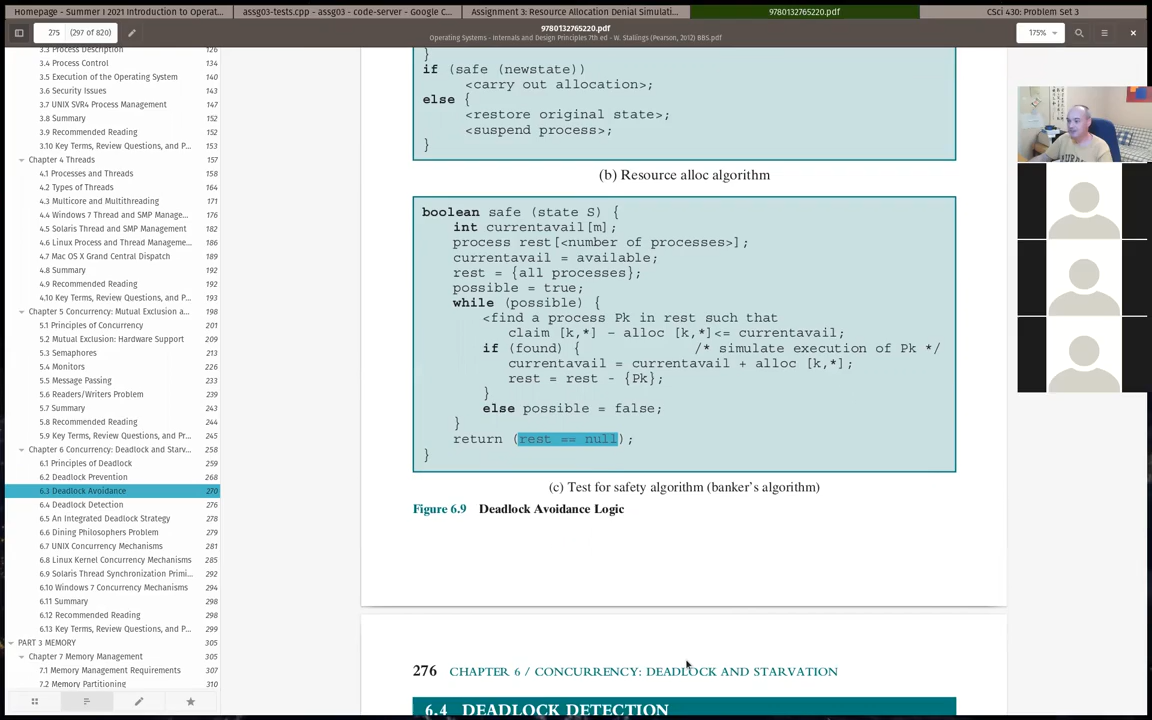 Homepage - Summer I 2021 Introduction to Operat...
assg03-tests.cpp - assg03 - code-server - Google C...
Assignment 3: Resource Allocation Denial Simulati...
9780132765220.pdf
CSci 430: Problem Set 3
275 (297 of 820)
9780132765220.pdf
Operating Systems - Internals and Design Principles 7th ed - W. Stallings (Pearson, 2012) BBS.pdf
175%
3.3 Process Description 126
3.4 Process Control 134
3.5 Execution of the Operating System 140
3.6 Security Issues 143
3.7 UNIX SVR4 Process Management 147
3.8 Summary 152
3.9 Recommended Reading 152
3.10 Key Terms, Review Questions, and P... 153
Chapter 4 Threads 157
4.1 Processes and Threads 158
4.2 Types of Threads 164
4.3 Multicore and Multithreading 171
4.4 Windows 7 Thread and SMP Manage... 176
4.5 Solaris Thread and SMP Management 182
4.6 Linux Process and Thread Manageme... 186
4.7 Mac OS X Grand Central Dispatch 189
4.8 Summary 192
4.9 Recommended Reading 192
4.10 Key Terms, Review Questions, and P... 193
Chapter 5 Concurrency: Mutual Exclusion a... 198
5.1 Principles of Concurrency 201
5.2 Mutual Exclusion: Hardware Support 209
5.3 Semaphores 213
5.4 Monitors 226
5.5 Message Passing 233
5.6 Readers/Writers Problem 239
5.7 Summary 243
5.8 Recommended Reading 244
5.9 Key Terms, Review Questions, and Pr... 245
Chapter 6 Concurrency: Deadlock and Starv... 258
6.1 Principles of Deadlock 259
6.2 Deadlock Prevention 268
6.3 Deadlock Avoidance 270
6.4 Deadlock Detection 276
6.5 An Integrated Deadlock Strategy 278
6.6 Dining Philosophers Problem 279
6.7 UNIX Concurrency Mechanisms 281
6.8 Linux Kernel Concurrency Mechanisms 285
6.9 Solaris Thread Synchronization Primi... 292
6.10 Windows 7 Concurrency Mechanisms 294
6.11 Summary 298
6.12 Recommended Reading 298
6.13 Key Terms, Review Questions, and P... 299
PART 3 MEMORY 305
Chapter 7 Memory Management 305
7.1 Memory Management Requirements 307
7.2 Memory Partitioning 310
}
if (safe (newstate))
<carry out allocation>;
else {
<restore original state>;
<suspend process>;
}
(b) Resource alloc algorithm
boolean safe (state S) {
int currentavail[m];
process rest[<number of processes>];
currentavail = available;
rest = {all processes};
possible = true;
while (possible) {
<find a process Pk in rest such that
claim [k,*] − alloc [k,*]<= currentavail;
if (found) { /* simulate execution of Pk */
currentavail = currentavail + alloc [k,*];
rest = rest - {Pk};
}
else possible = false;
}
return (rest == null);
}
(c) Test for safety algorithm (banker's algorithm)
Figure 6.9 Deadlock Avoidance Logic
276 CHAPTER 6 / CONCURRENCY: DEADLOCK AND STARVATION
6.4 DEADLOCK DETECTION